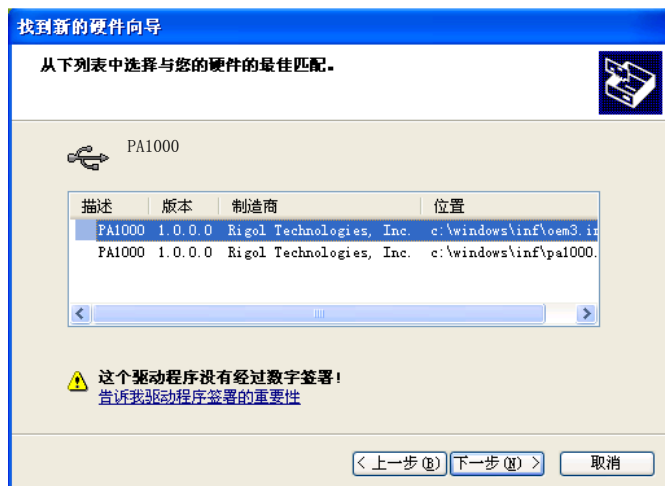 找到新的硬件向导
从下列表中选择与您的硬件的最佳匹配。
PA1000
描述 版本 制造商 位置
PA1000 1.0.0.0 Rigol Technologies, Inc. c:\windows\inf\oem3.in
PA1000 1.0.0.0 Rigol Technologies, Inc. c:\windows\inf\pa1000.
这个驱动程序没有经过数字签署!
告诉我驱动程序签署的重要性
< 上一步(B) 下一步(N) > 取消